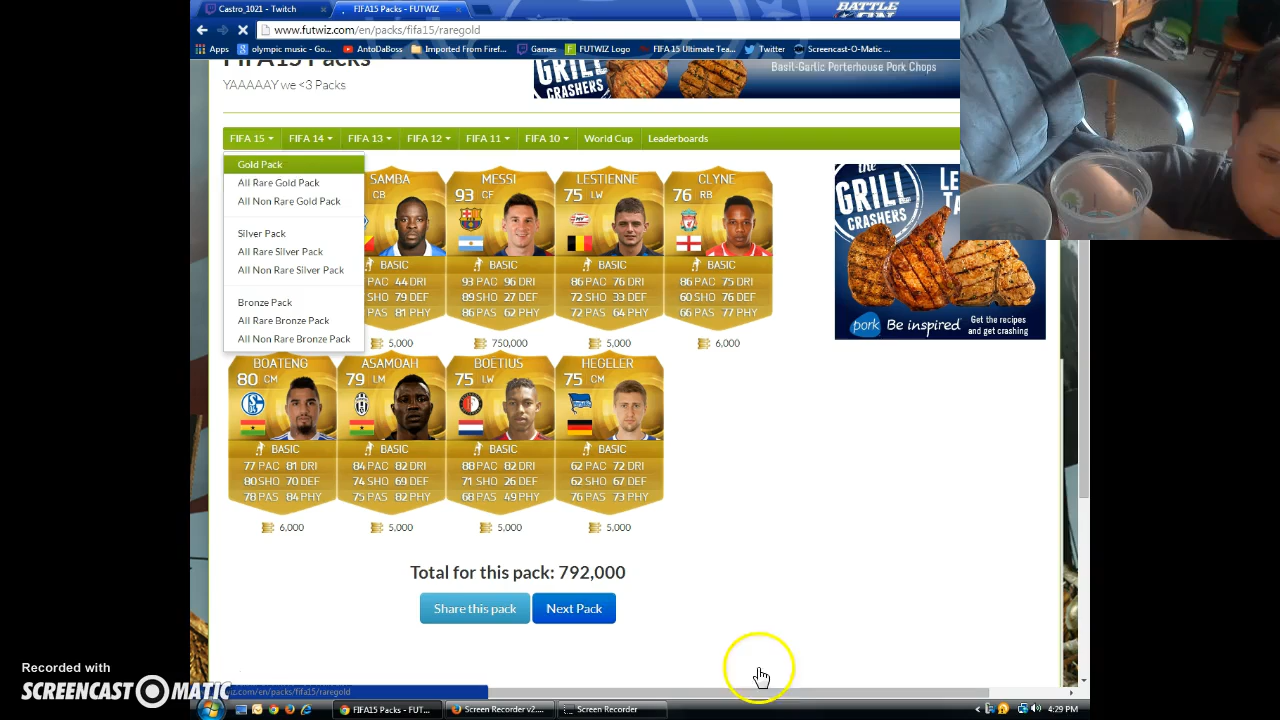 Castro_1021 - Twitch
FIFA15 Packs - FUTWIZ
BATTLE
www.futwiz.com/en/packs/fifa15/raregold
Apps
olympic music - Go...
AntoDaBoss
Imported From Firef...
Games
FUTWIZ Logo
FIFA 15 Ultimate Tea...
Twitter
Screencast-O-Matic ...
FIFA15 Packs
YAAAAAY we <3 Packs
GRILL
CRASHERS
Basil-Garlic Porterhouse Pork Chops
FIFA 15
FIFA 14
FIFA 13
FIFA 12
FIFA 11
FIFA 10
World Cup
Leaderboards
Gold Pack
All Rare Gold Pack
All Non Rare Gold Pack
Silver Pack
All Rare Silver Pack
All Non Rare Silver Pack
Bronze Pack
All Rare Bronze Pack
All Non Rare Bronze Pack
SAMBA
CB
BASIC
PAC 44 DRI
SHO 79 DEF
PAS 81 PHY
5,000
MESSI
93 CF
BASIC
93 PAC 96 DRI
89 SHO 27 DEF
86 PAS 62 PHY
750,000
LESTIENNE
75 LW
BASIC
86 PAC 76 DRI
72 SHO 33 DEF
72 PAS 64 PHY
5,000
CLYNE
76 RB
BASIC
86 PAC 75 DRI
60 SHO 76 DEF
66 PAS 77 PHY
6,000
the
GRILL
CRASHERS
LE
TA
pork
Be inspired
Get the recipes
and get crashing
BOATENG
80 CM
BASIC
77 PAC 81 DRI
80 SHO 70 DEF
78 PAS 84 PHY
6,000
ASAMOAH
79 LM
BASIC
84 PAC 82 DRI
74 SHO 69 DEF
75 PAS 82 PHY
5,000
BOETIUS
75 LW
BASIC
88 PAC 82 DRI
71 SHO 26 DEF
68 PAS 49 PHY
5,000
HEGELER
75 CM
BASIC
62 PAC 72 DRI
62 SHO 67 DEF
76 PAS 73 PHY
5,000
Total for this pack: 792,000
Share this pack
Next Pack
Recorded with
SCREENCAST O MATIC
wiz.com/en/packs/fifa15/raregold
FIFA15 Packs - FUT...
Screen Recorder v2....
Screen Recorder
4:29 PM